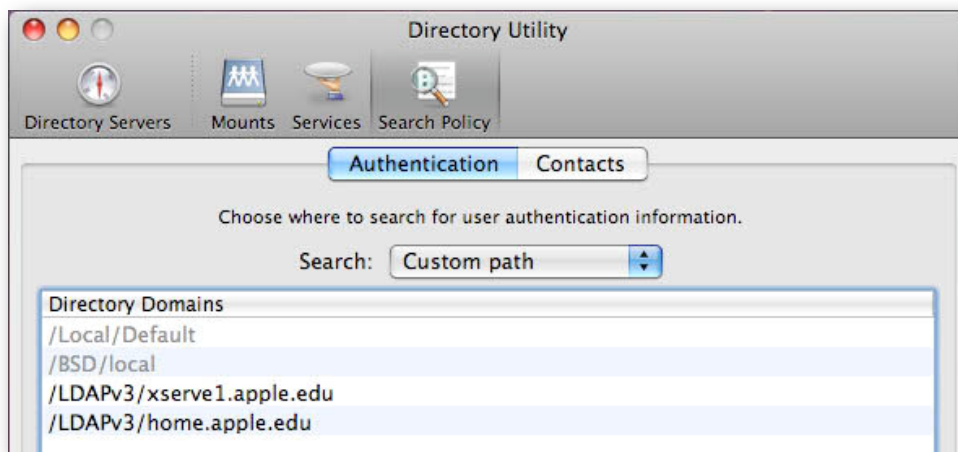 Directory Utility
Directory Servers Mounts Services Search Policy
Authentication Contacts
Choose where to search for user authentication information.
Search: Custom path
Directory Domains
/Local/Default
/BSD/local
/LDAPv3/xserve1.apple.edu
/LDAPv3/home.apple.edu